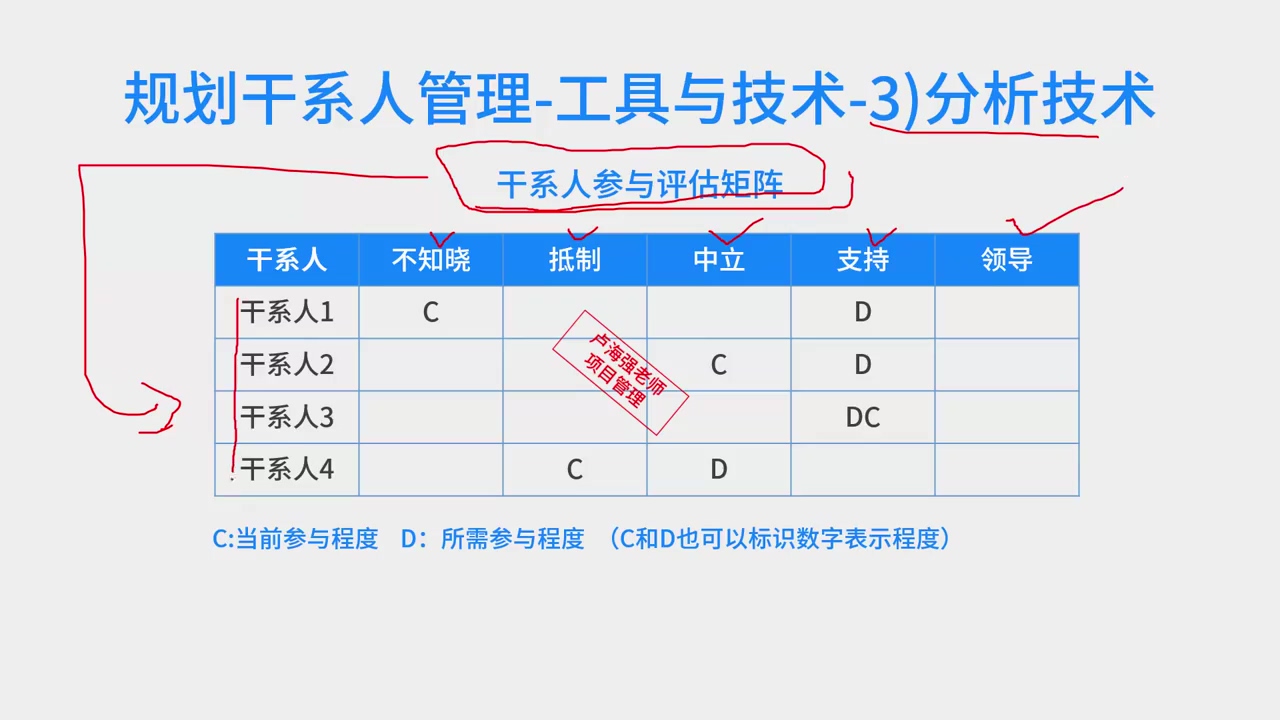 规划干系人管理-工具与技术-3)分析技术
干系人参与评估矩阵
干系人 不知晓 抵制 中立 支持 领导
干系人1 C D
干系人2 C D
干系人3 DC
干系人4 C D
卢海强老师
项目管理
C:当前参与程度 D：所需参与程度 （C和D也可以标识数字表示程度）